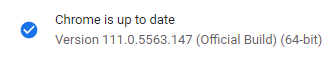 Chrome is up to date
Version 111.0.5563.147 (Official Build) (64-bit)